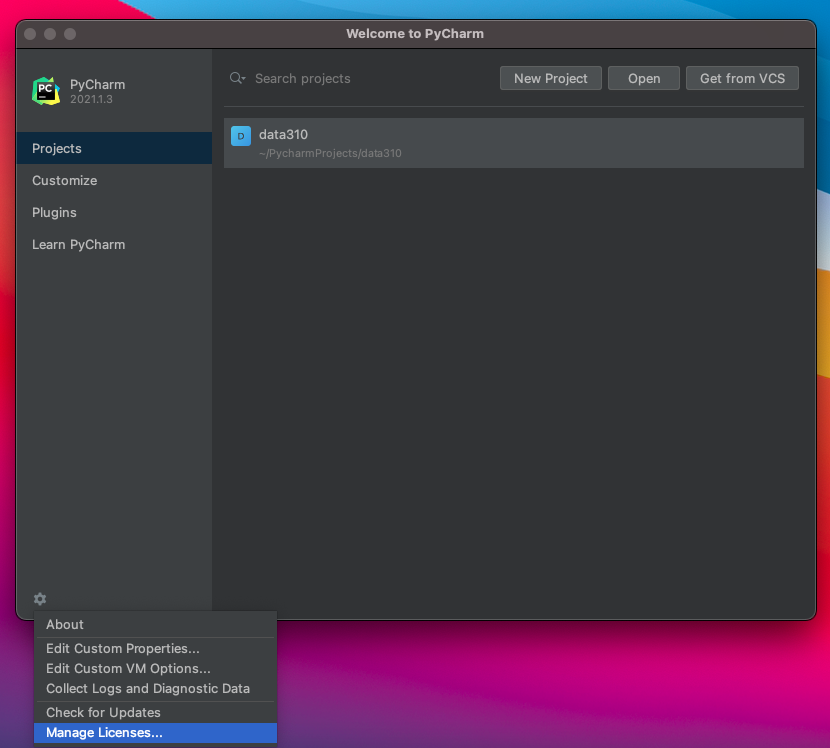 Welcome to PyCharm
PC
PyCharm
2021.1.3
Search projects
New Project
Open
Get from VCS
Projects
Customize
Plugins
Learn PyCharm
D
data310
~/PycharmProjects/data310
About
Edit Custom Properties...
Edit Custom VM Options...
Collect Logs and Diagnostic Data
Check for Updates
Manage Licenses...